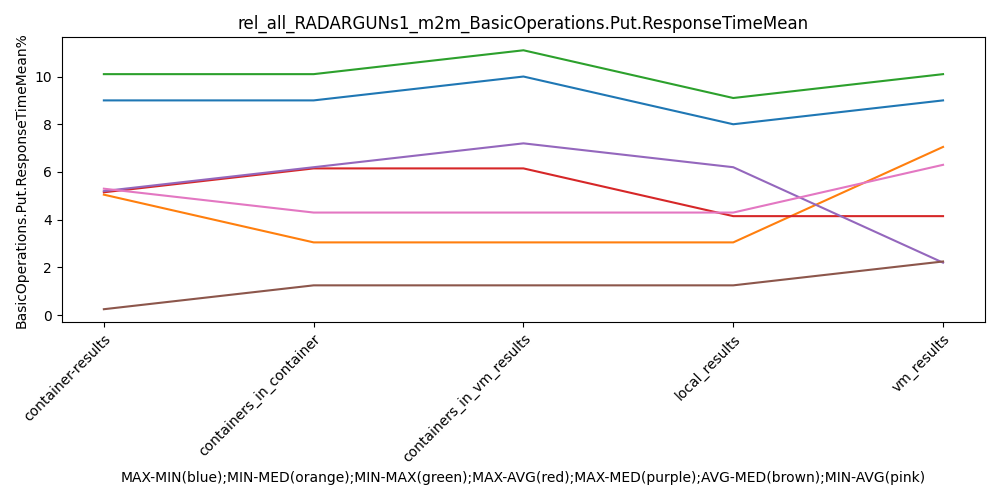 rel_all_RADARGUNs1_m2m_BasicOperations.Put.ResponseTimeMean
BasicOperations.Put.ResponseTimeMean%
10
8
6
4
2
0
container-results
containers_in_container
containers_in_vm_results
local_results
vm_results
MAX-MIN(blue);MIN-MED(orange);MIN-MAX(green);MAX-AVG(red);MAX-MED(purple);AVG-MED(brown);MIN-AVG(pink)